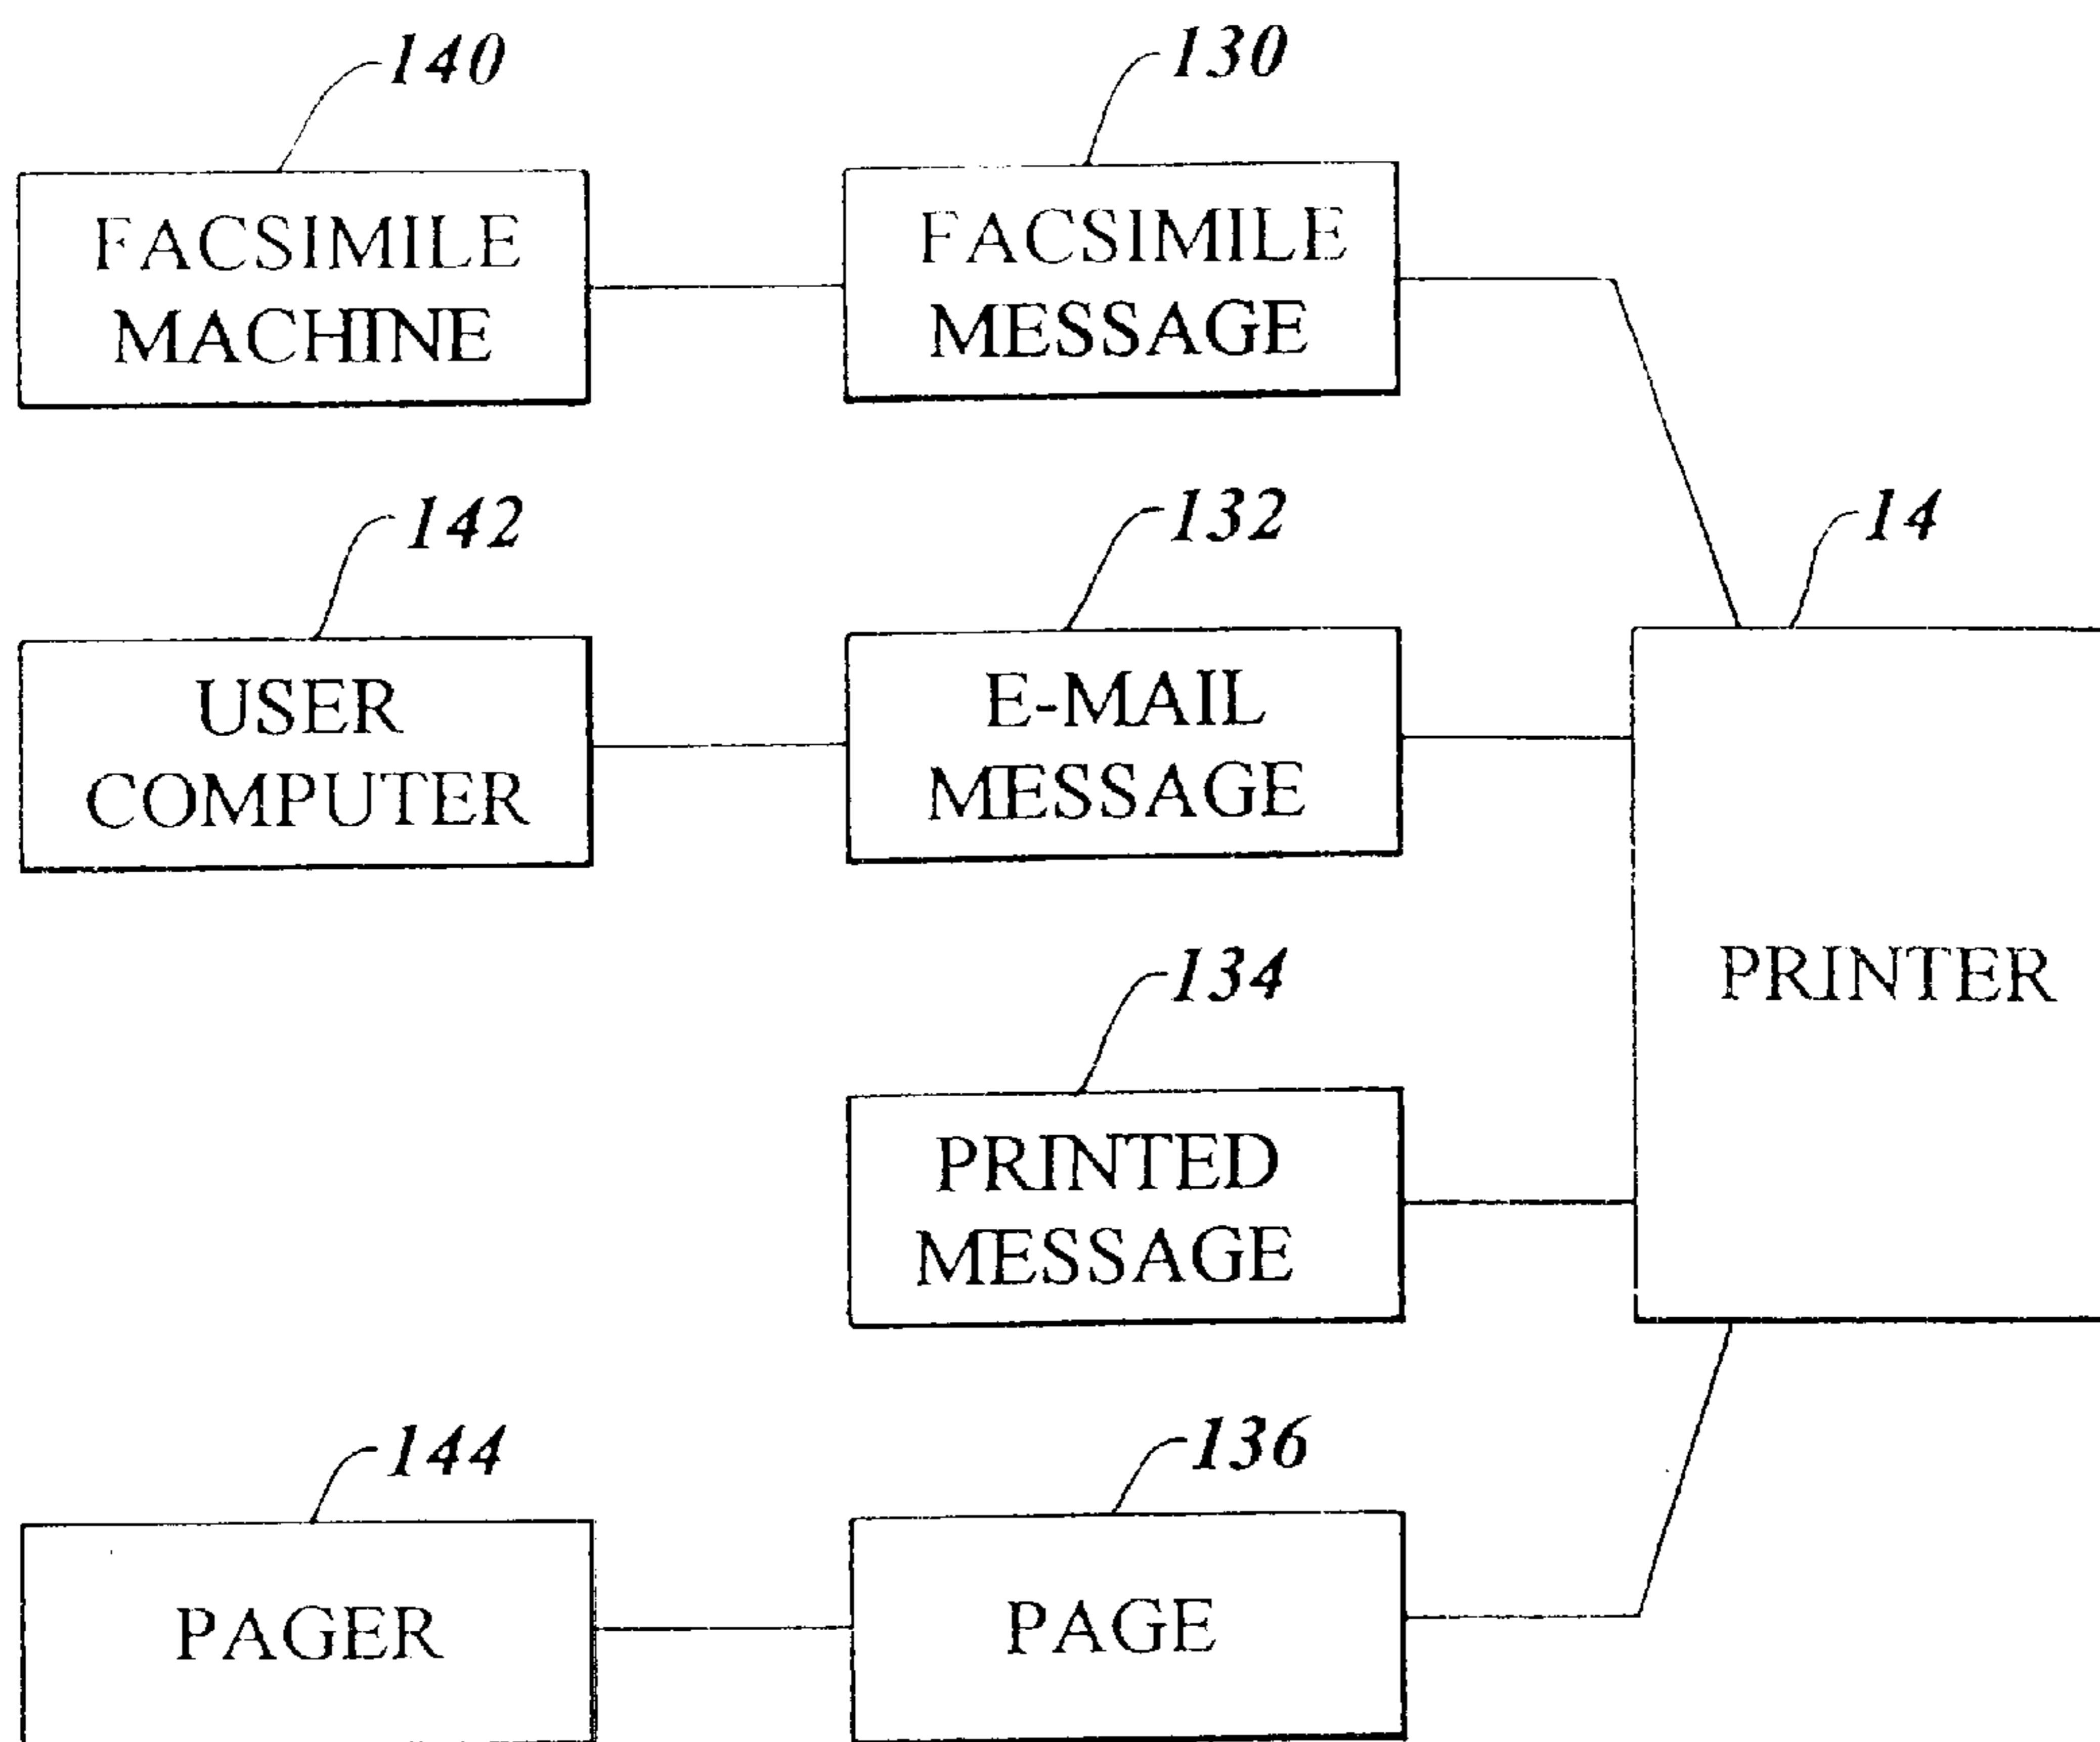 140
130
FACSIMILE
MACHINE
FACSIMILE
MESSAGE
142
132
14
USER
COMPUTER
E-MAIL
MESSAGE
PRINTER
134
PRINTED
MESSAGE
144
136
PAGER
PAGE